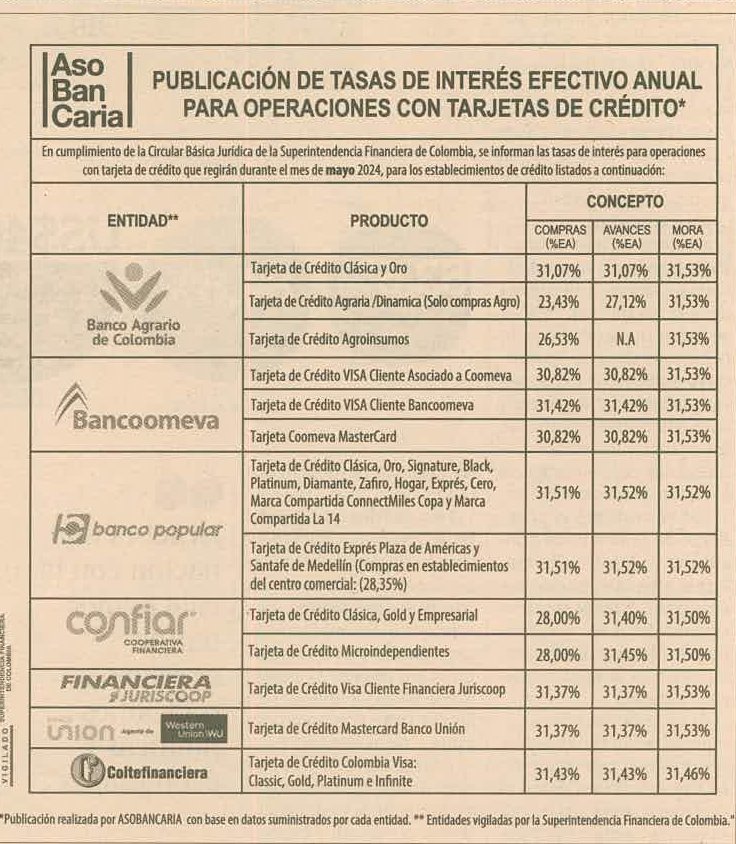 Aso
Ban
Caria
PUBLICACIÓN DE TASAS DE INTERÉS EFECTIVO ANUAL
PARA OPERACIONES CON TARJETAS DE CRÉDITO*
En cumplimiento de la Circular Básica Jurídica de la Superintendencia Financiera de Colombia, se informan las tasas de interés para operaciones
con tarjeta de crédito que regirán durante el mes de mayo 2024, para los establecimientos de crédito listados a continuación:
ENTIDAD** PRODUCTO CONCEPTO
COMPRAS (%EA) AVANCES (%EA) MORA (%EA)
Banco Agrario
de Colombia
Tarjeta de Crédito Clásica y Oro 31,07% 31,07% 31,53%
Tarjeta de Crédito Agraria /Dinamica (Solo compras Agro) 23,43% 27,12% 31,53%
Tarjeta de Crédito Agroinsumos 26,53% N.A 31,53%
Bancoomeva
Tarjeta de Crédito VISA Cliente Asociado a Coomeva 30,82% 30,82% 31,53%
Tarjeta de Crédito VISA Cliente Bancoomeva 31,42% 31,42% 31,53%
Tarjeta Coomeva MasterCard 30,82% 30,82% 31,53%
banco popular
Tarjeta de Crédito Clásica, Oro, Signature, Black,
Platinum, Diamante, Zafiro, Hogar, Exprés, Cero,
Marca Compartida ConnectMiles Copa y Marca
Compartida La 14
31,51% 31,52% 31,52%
Tarjeta de Crédito Exprés Plaza de Américas y
Santafe de Medellín (Compras en establecimientos
del centro comercial: (28,35%)
31,51% 31,52% 31,52%
confiar
COOPERATIVA
FINANCIERA
Tarjeta de Crédito Clásica, Gold y Empresarial 28,00% 31,40% 31,50%
Tarjeta de Crédito Microindependientes 28,00% 31,45% 31,50%
FINANCIERA
JURISCOOP
Tarjeta de Crédito Visa Cliente Financiera Juriscoop 31,37% 31,37% 31,53%
union Agente de Western
Union WU
Tarjeta de Crédito Mastercard Banco Unión 31,37% 31,37% 31,53%
Coltefinanciera
Tarjeta de Crédito Colombia Visa:
Classic, Gold, Platinum e Infinite
31,43% 31,43% 31,46%
VIGILADO SUPERINTENDENCIA FINANCIERA
DE COLOMBIA
*Publicación realizada por ASOBANCARIA con base en datos suministrados por cada entidad. ** Entidades vigiladas por la Superintendencia Financiera de Colombia."